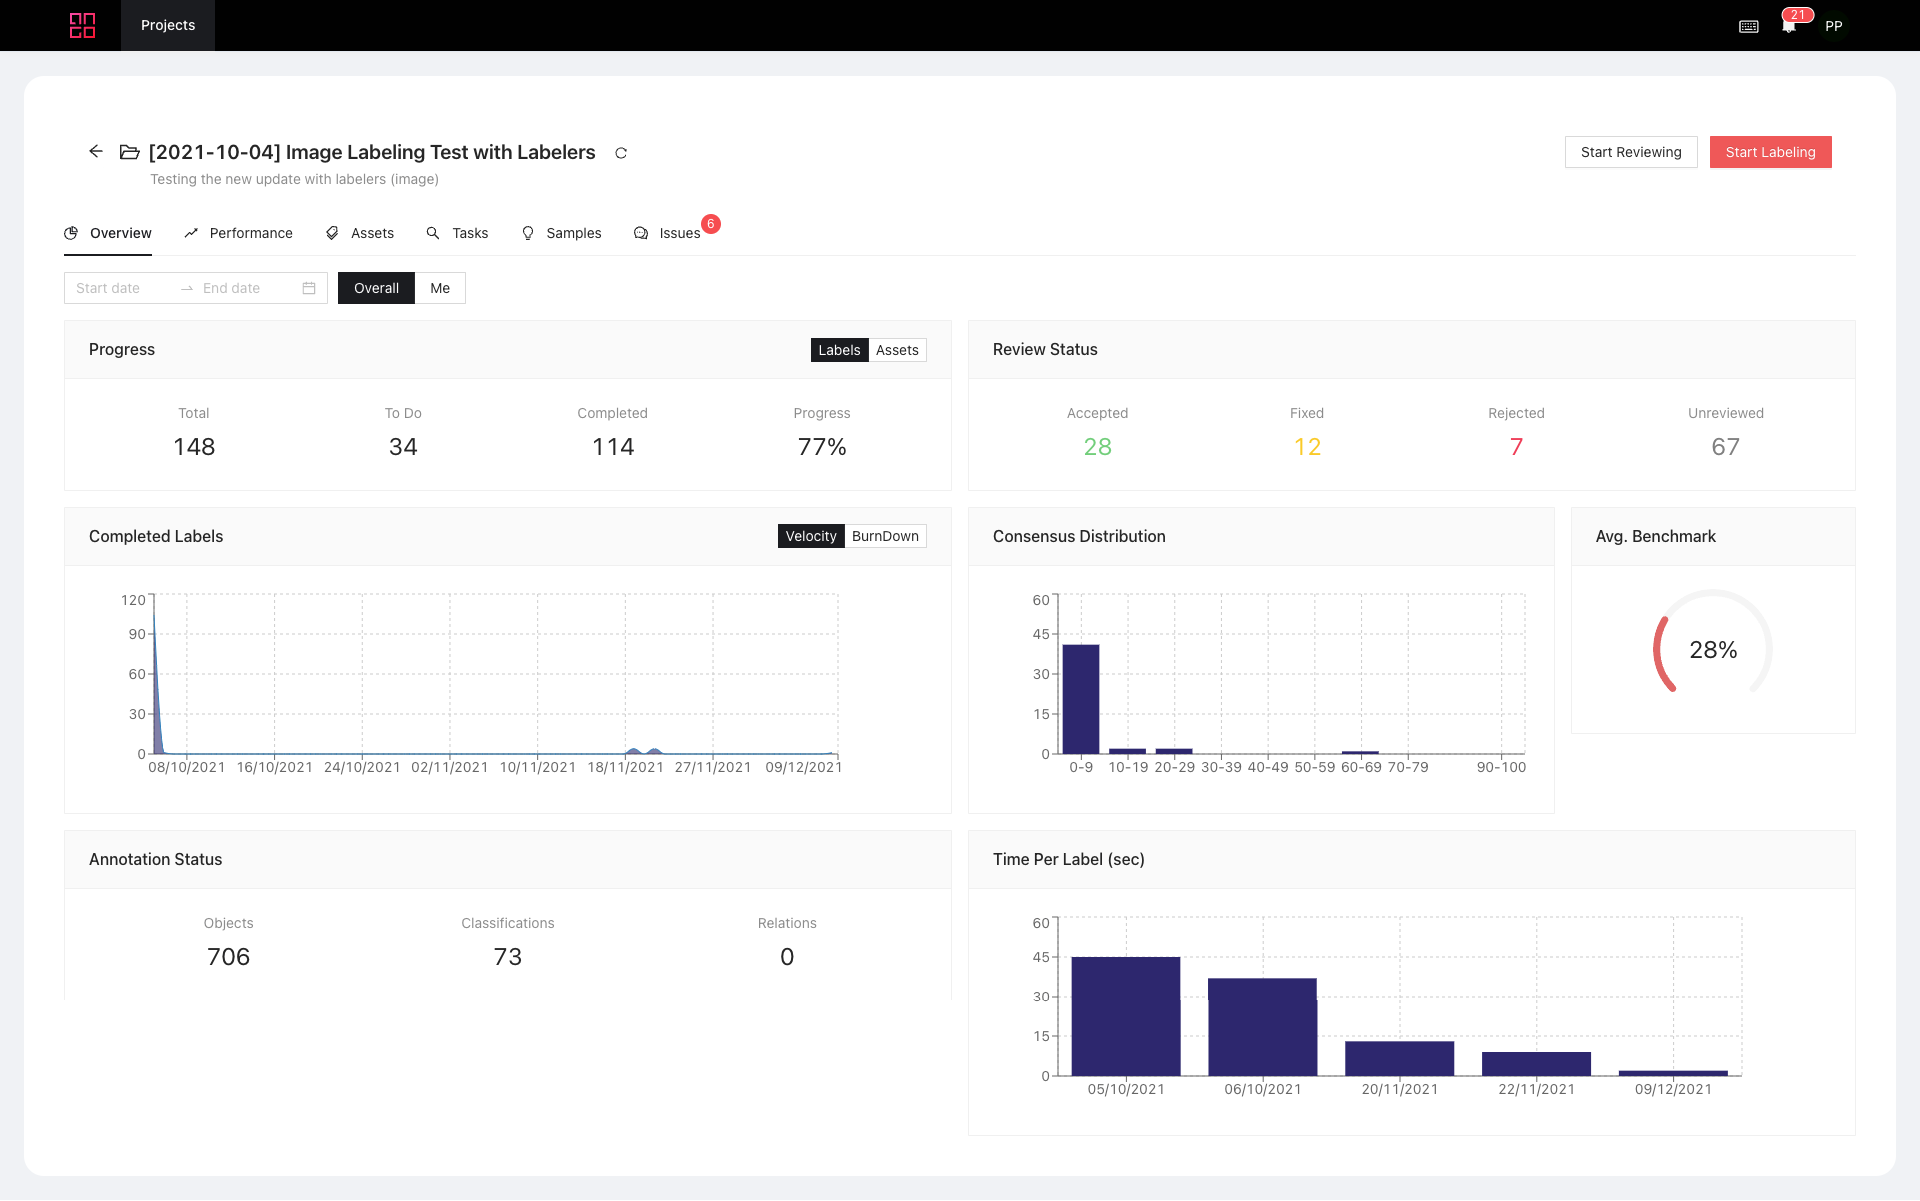 Projects
21
PP
[2021-10-04] Image Labeling Test with Labelers
Testing the new update with labelers (image)
Start Reviewing
Start Labeling
Overview
Performance
Assets
Tasks
Samples
Issues
6
Start date
End date
Overall
Me
Progress
Labels
Assets
Total
To Do
Completed
Progress
148
34
114
77%
Review Status
Accepted
Fixed
Rejected
Unreviewed
28
12
7
67
Completed Labels
Velocity
BurnDown
120
90
60
30
0
08/10/2021
16/10/2021
24/10/2021
02/11/2021
10/11/2021
18/11/2021
27/11/2021
09/12/2021
Consensus Distribution
60
45
30
15
0
0-9
10-19
20-29
30-39
40-49
50-59
60-69
70-79
90-100
Avg. Benchmark
28%
Annotation Status
Objects
Classifications
Relations
706
73
0
Time Per Label (sec)
60
45
30
15
0
05/10/2021
06/10/2021
20/11/2021
22/11/2021
09/12/2021